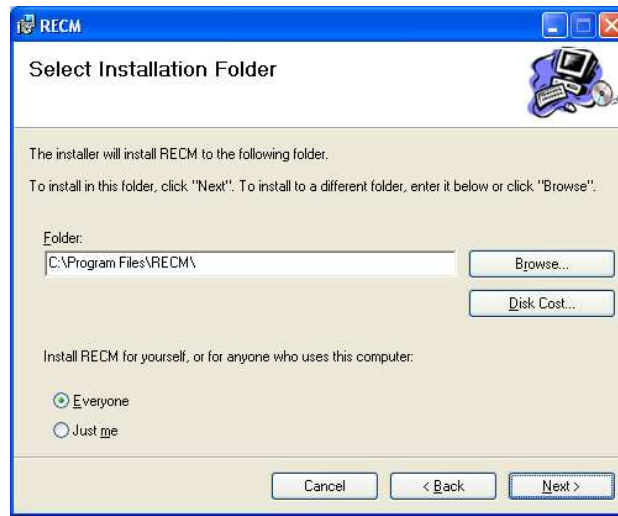 RECM
Select Installation Folder
The installer will install RECM to the following folder.
To install in this folder, click "Next". To install to a different folder, enter it below or click "Browse".
Folder:
C:\Program Files\RECM\
Browse...
Disk Cost...
Install RECM for yourself, or for anyone who uses this computer:
Everyone
Just me
Cancel
< Back
Next >